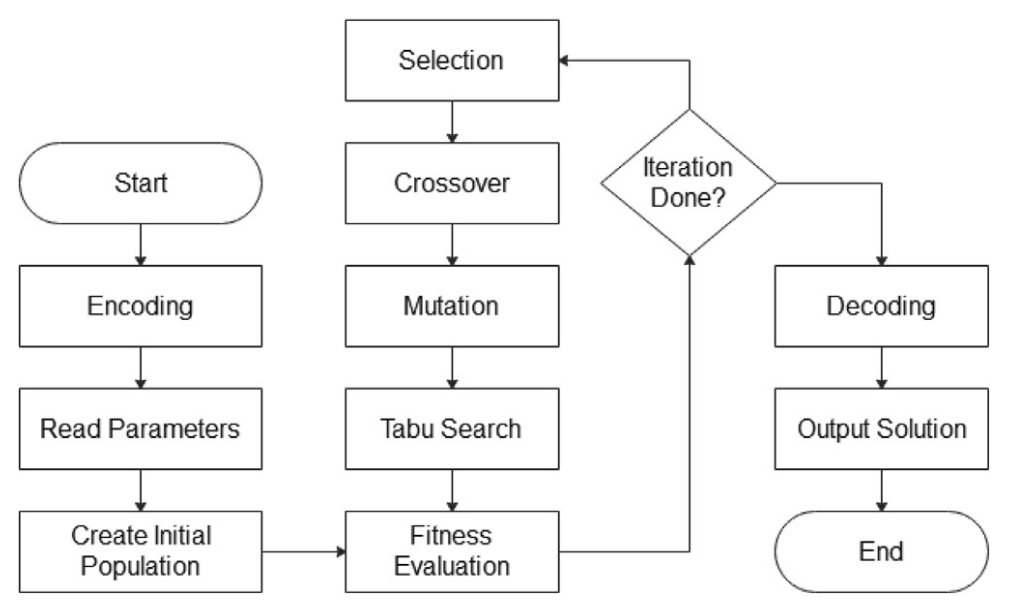 Start
Encoding
Read Parameters
Create Initial
Population
Selection
Crossover
Mutation
Tabu Search
Fitness
Evaluation
Iteration
Done?
Decoding
Output Solution
End